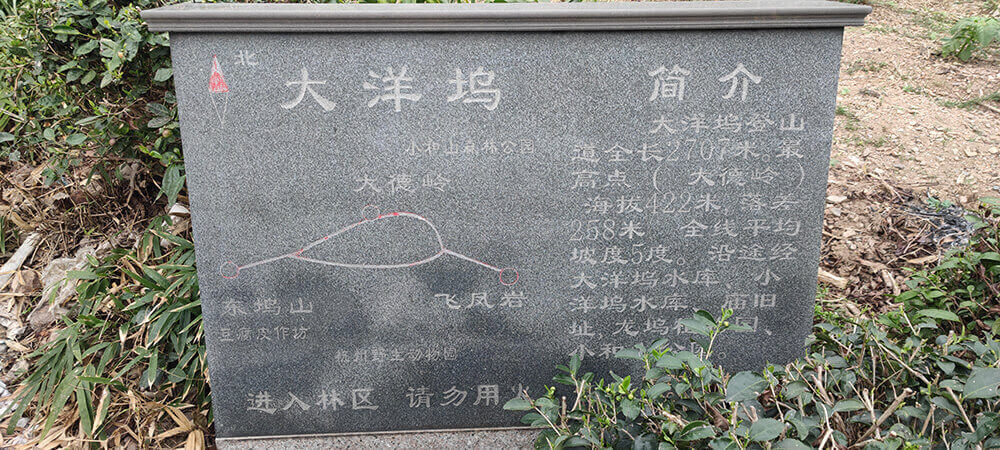 北
大洋坞 简介
小和山森林公园
大德岭
东坞山
豆腐皮作坊
飞凤岩
杭州野生动物园
进入林区 请勿用火
大洋坞登山
道全长2707米。最
高点（大德岭）
海拔422米，落差
258米 全线平均
坡度5度。沿途经
大洋坞水库、小
洋坞水库、庙旧
址，龙坞
园、
小和山